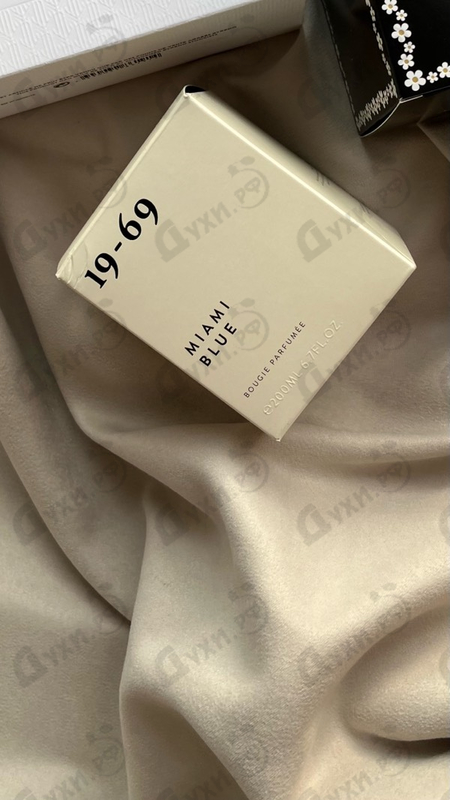 19-69
MIAMI
BLUE
BOUGIE PARFUMÉE
℮200ML 6.7FL.OZ
Духи.рф